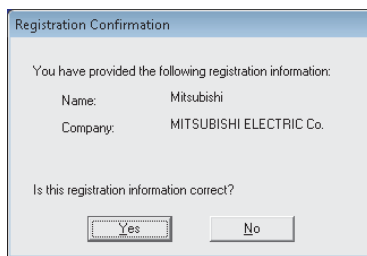 Registration Confirmation
You have provided the following registration information:
Name: Mitsubishi
Company: MITSUBISHI ELECTRIC Co.
Is this registration information correct?
Yes No